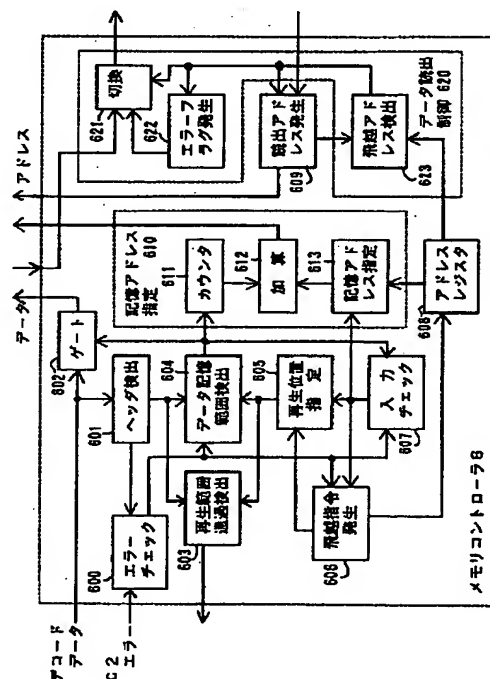 デコード
データ
C2
エラー
データ
アドレス
600
エラー
チェック
601
ヘッダ検出
602
ゲート
603
再生範囲
通過検出
604
データ記憶
範囲検出
605
再生位置
指定
606
飛越指令
発生
607
入力
チェック
608
アドレス
レジスタ
記憶アドレス
指定 610
611
カウンタ
612
加算
613
記憶アド
レス指定
621
切換
622
エラーフ
ラグ発生
609
読出アド
レス発生
623
飛越アド
レス検出
データ読出
制御 620
メモリコントローラ6